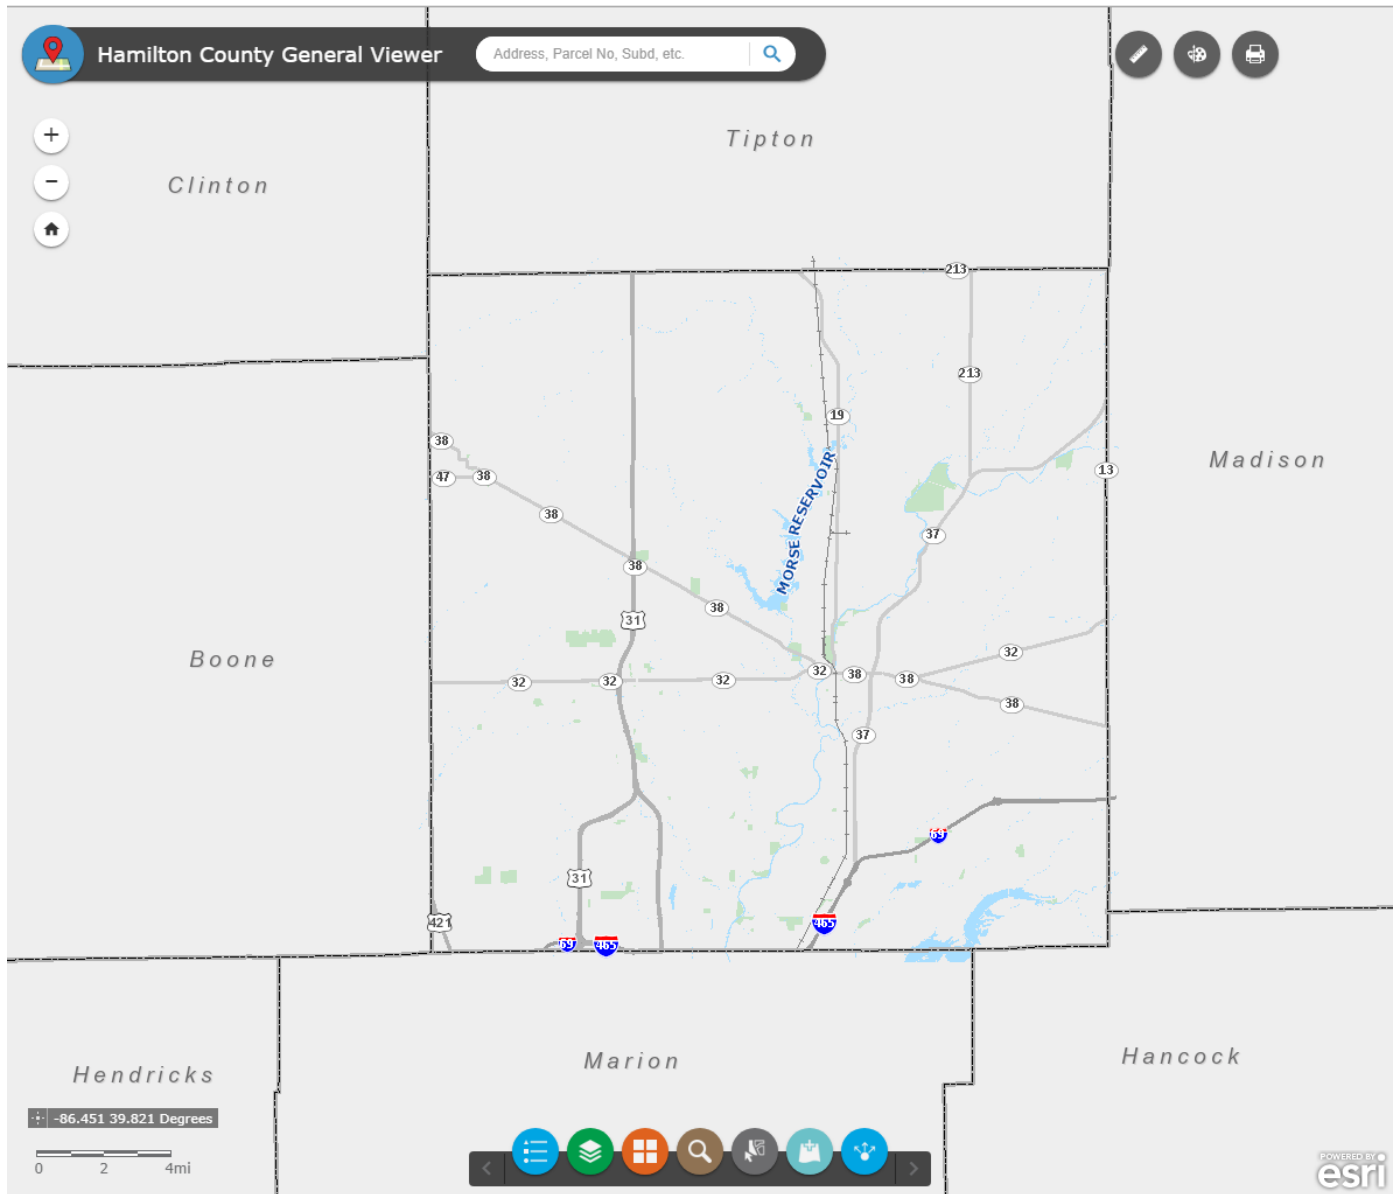 Hamilton County General Viewer
Address, Parcel No, Subd, etc.
Tipton
Clinton
213
213
19
38
Madison
13
47
38
38
MORSE RESERVOIR
37
38
38
31
32
Boone
32
38
32
32
32
38
38
37
69
31
421
465
69
465
Marion
Hancock
Hendricks
-86.451 39.821 Degrees
0 2 4mi
POWERED BY
esri